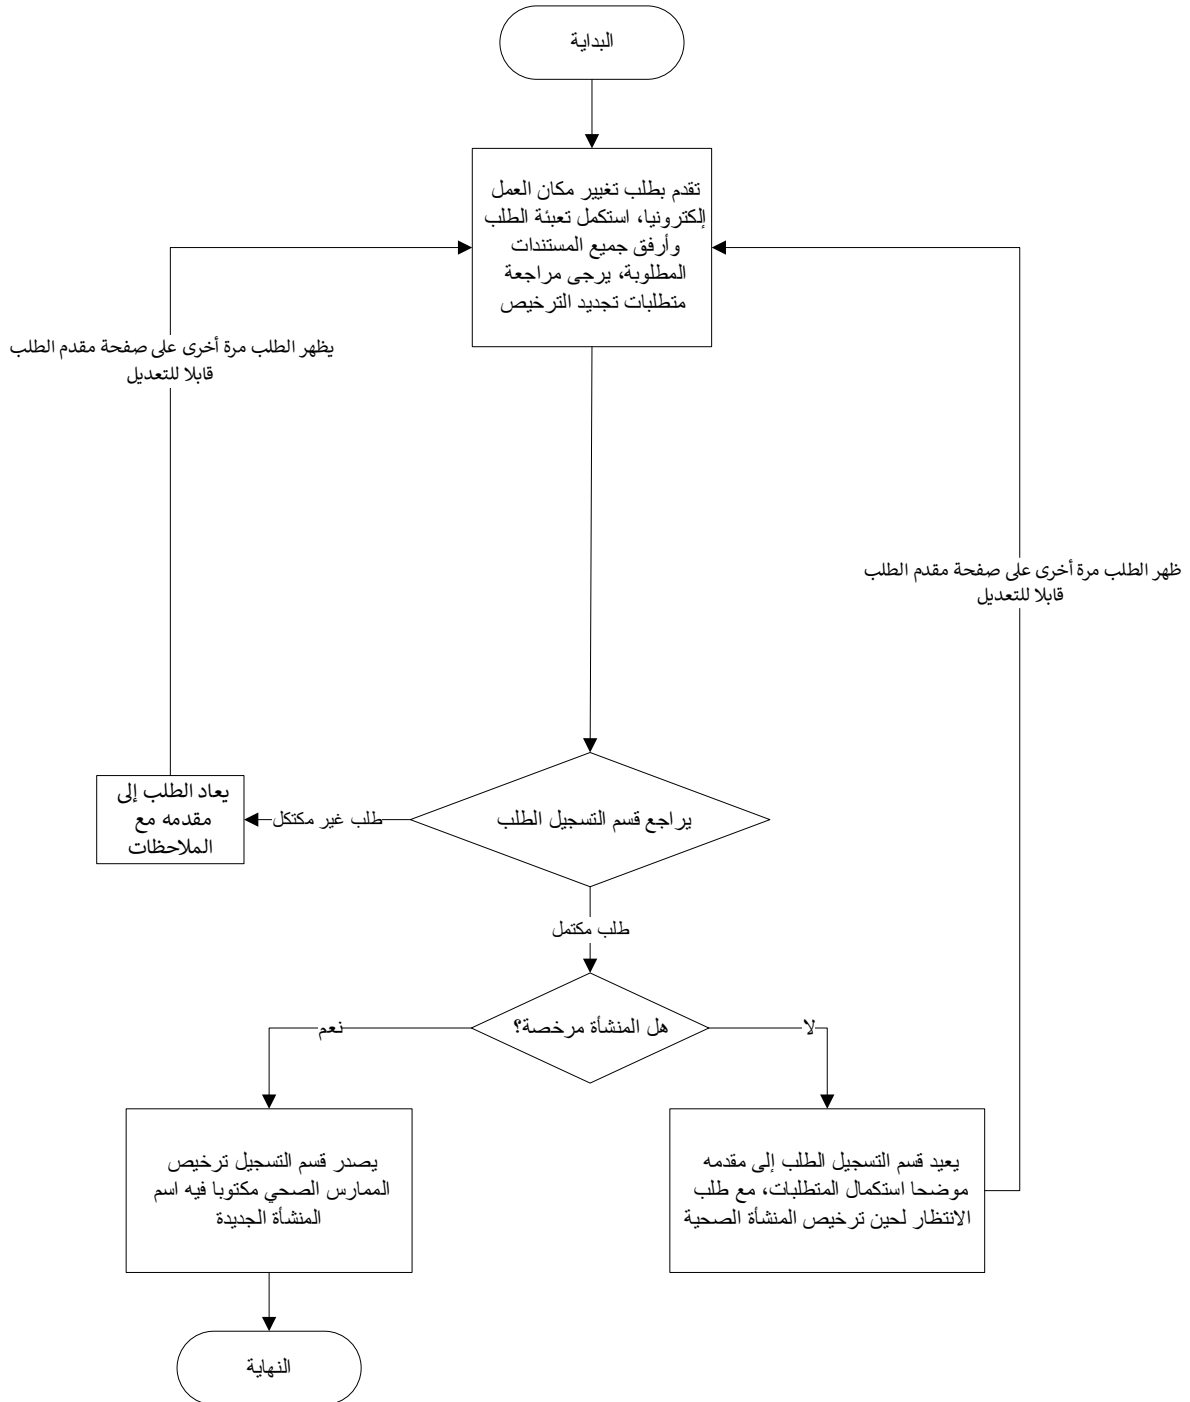 البداية
تقدم بطلب تغيير مكان العمل
إلكترونيا، استكمل تعبئة الطلب
وأرفق جميع المستندات
المطلوبة، يرجى مراجعة
متطلبات تجديد الترخيص
يظهر الطلب مرة أخرى على صفحة مقدم الطلب
قابلا للتعديل
ظهر الطلب مرة أخرى على صفحة مقدم الطلب
قابلا للتعديل
يراجع قسم التسجيل الطلب
طلب غير مكتكل
يعاد الطلب إلى
مقدمه مع
الملاحظات
طلب مكتمل
هل المنشأة مرخصة؟
لا
نعم
يعيد قسم التسجيل الطلب إلى مقدمه
موضحا استكمال المتطلبات، مع طلب
الانتظار لحين ترخيص المنشأة الصحية
يصدر قسم التسجيل ترخيص
الممارس الصحي مكتوبا فيه اسم
المنشأة الجديدة
النهاية